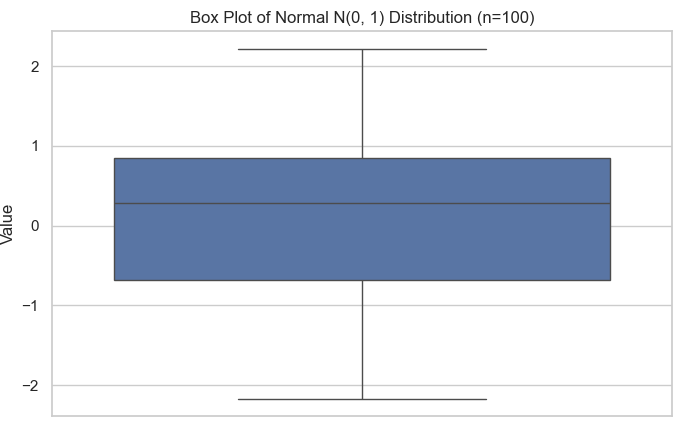 Box Plot of Normal N(0, 1) Distribution (n=100)
2
1
0
−1
−2
Value